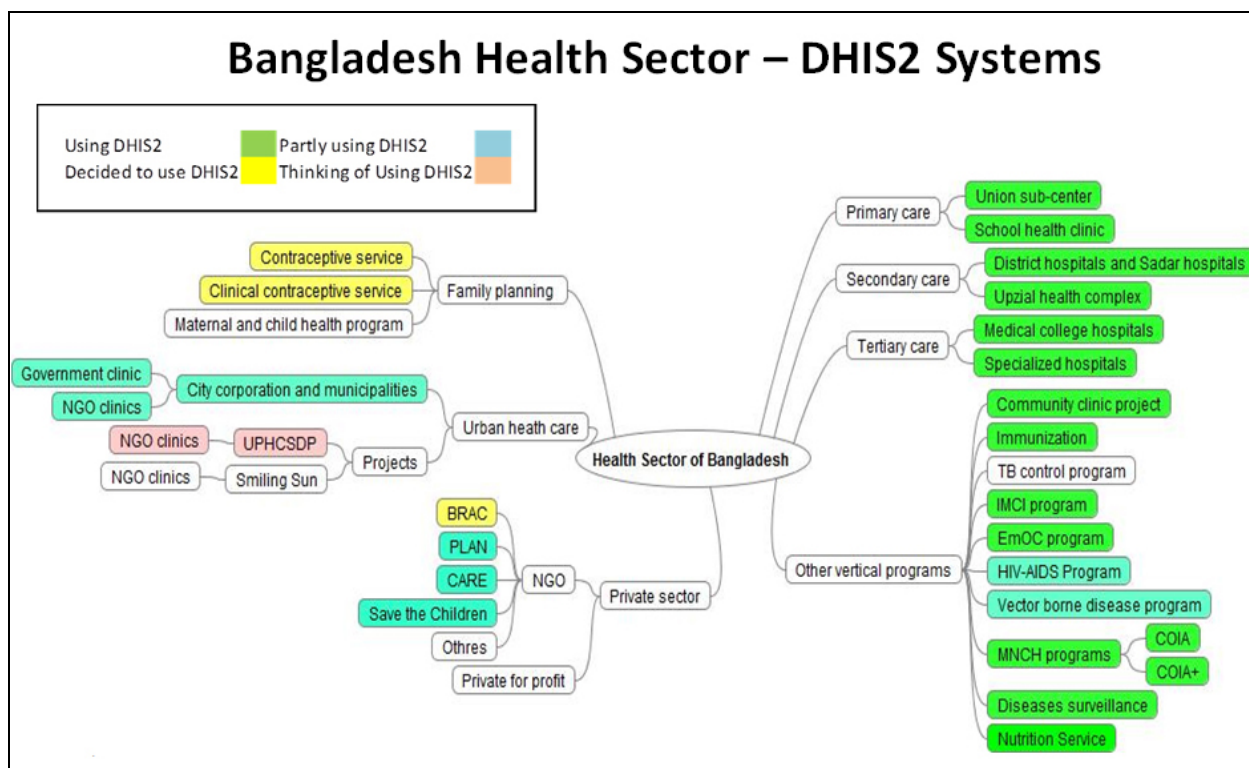 Bangladesh Health Sector – DHIS2 Systems
Using DHIS2
Partly using DHIS2
Decided to use DHIS2
Thinking of Using DHIS2
Contraceptive service
Clinical contraceptive service
Maternal and child health program
Family planning
Government clinic
NGO clinics
City corporation and municipalities
NGO clinics
UPHCSDP
NGO clinics
Smiling Sun
Projects
Urban heath care
BRAC
PLAN
CARE
Save the Children
Othres
NGO
Private for profit
Private sector
Health Sector of Bangladesh
Primary care
Union sub-center
School health clinic
Secondary care
District hospitals and Sadar hospitals
Upzial health complex
Tertiary care
Medical college hospitals
Specialized hospitals
Other vertical programs
Community clinic project
Immunization
TB control program
IMCI program
EmOC program
HIV-AIDS Program
Vector borne disease program
MNCH programs
COIA
COIA+
Diseases surveillance
Nutrition Service